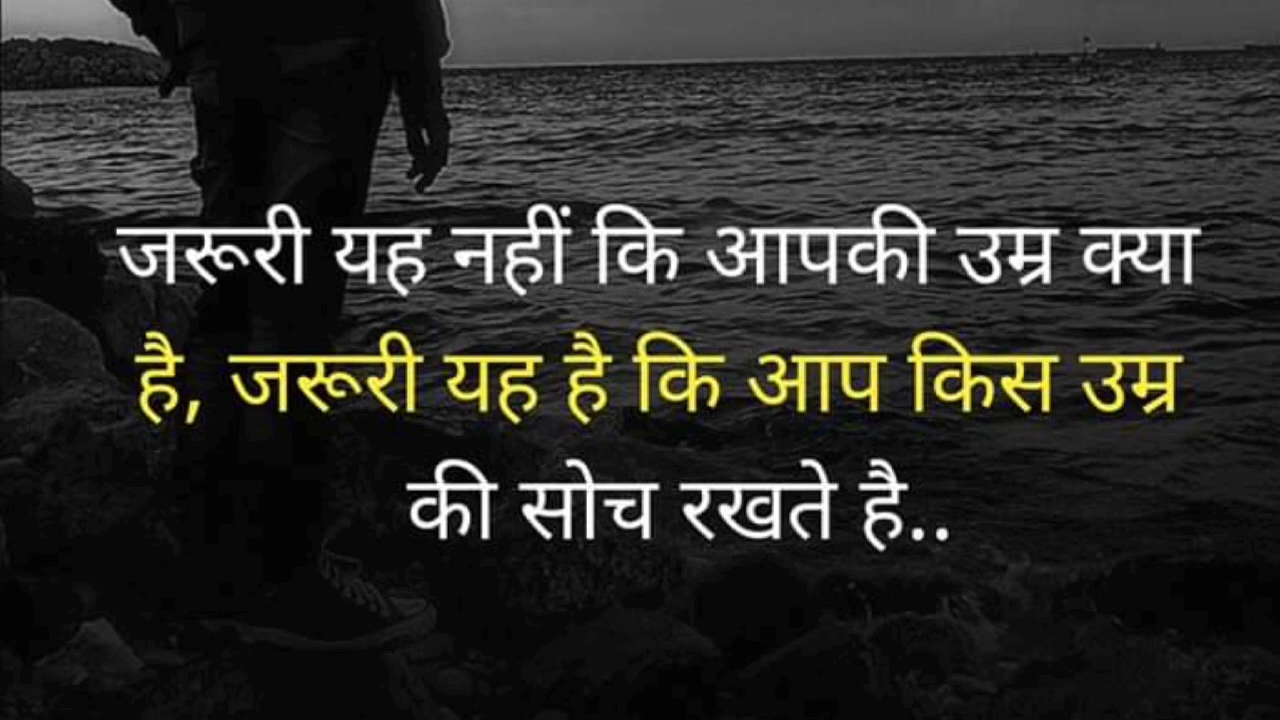 जरूरी यह नहीं कि आपकी उम्र क्या
है, जरूरी यह है कि आप किस उम्र
की सोच रखते है..